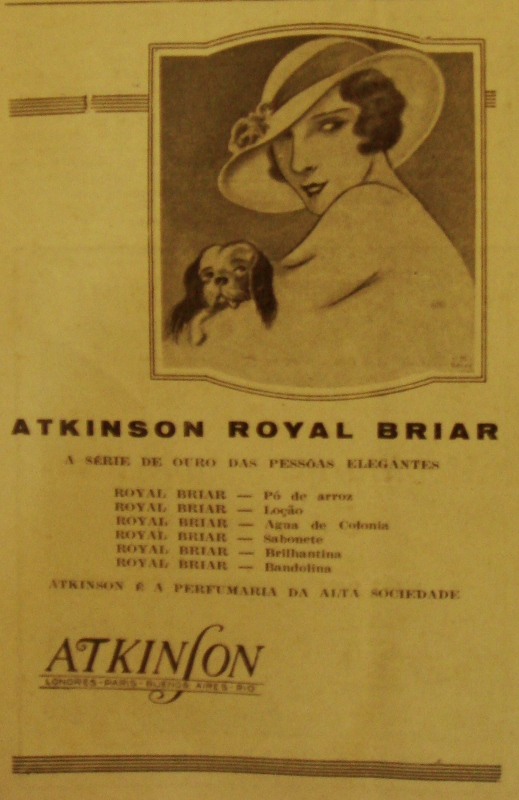 ATKINSON ROYAL BRIAR
A SÉRIE DE OURO DAS PESSÔAS ELEGANTES
ROYAL BRIAR — Pó de arroz
ROYAL BRIAR — Loção
ROYAL BRIAR — Agua de Colonia
ROYAL BRIAR — Sabonete
ROYAL BRIAR — Brilhantina
ROYAL BRIAR — Bandolina
ATKINSON É A PERFUMARIA DA ALTA SOCIEDADE
ATKINSON
LONDRES - PARIS - BUENOS AIRES - RIO